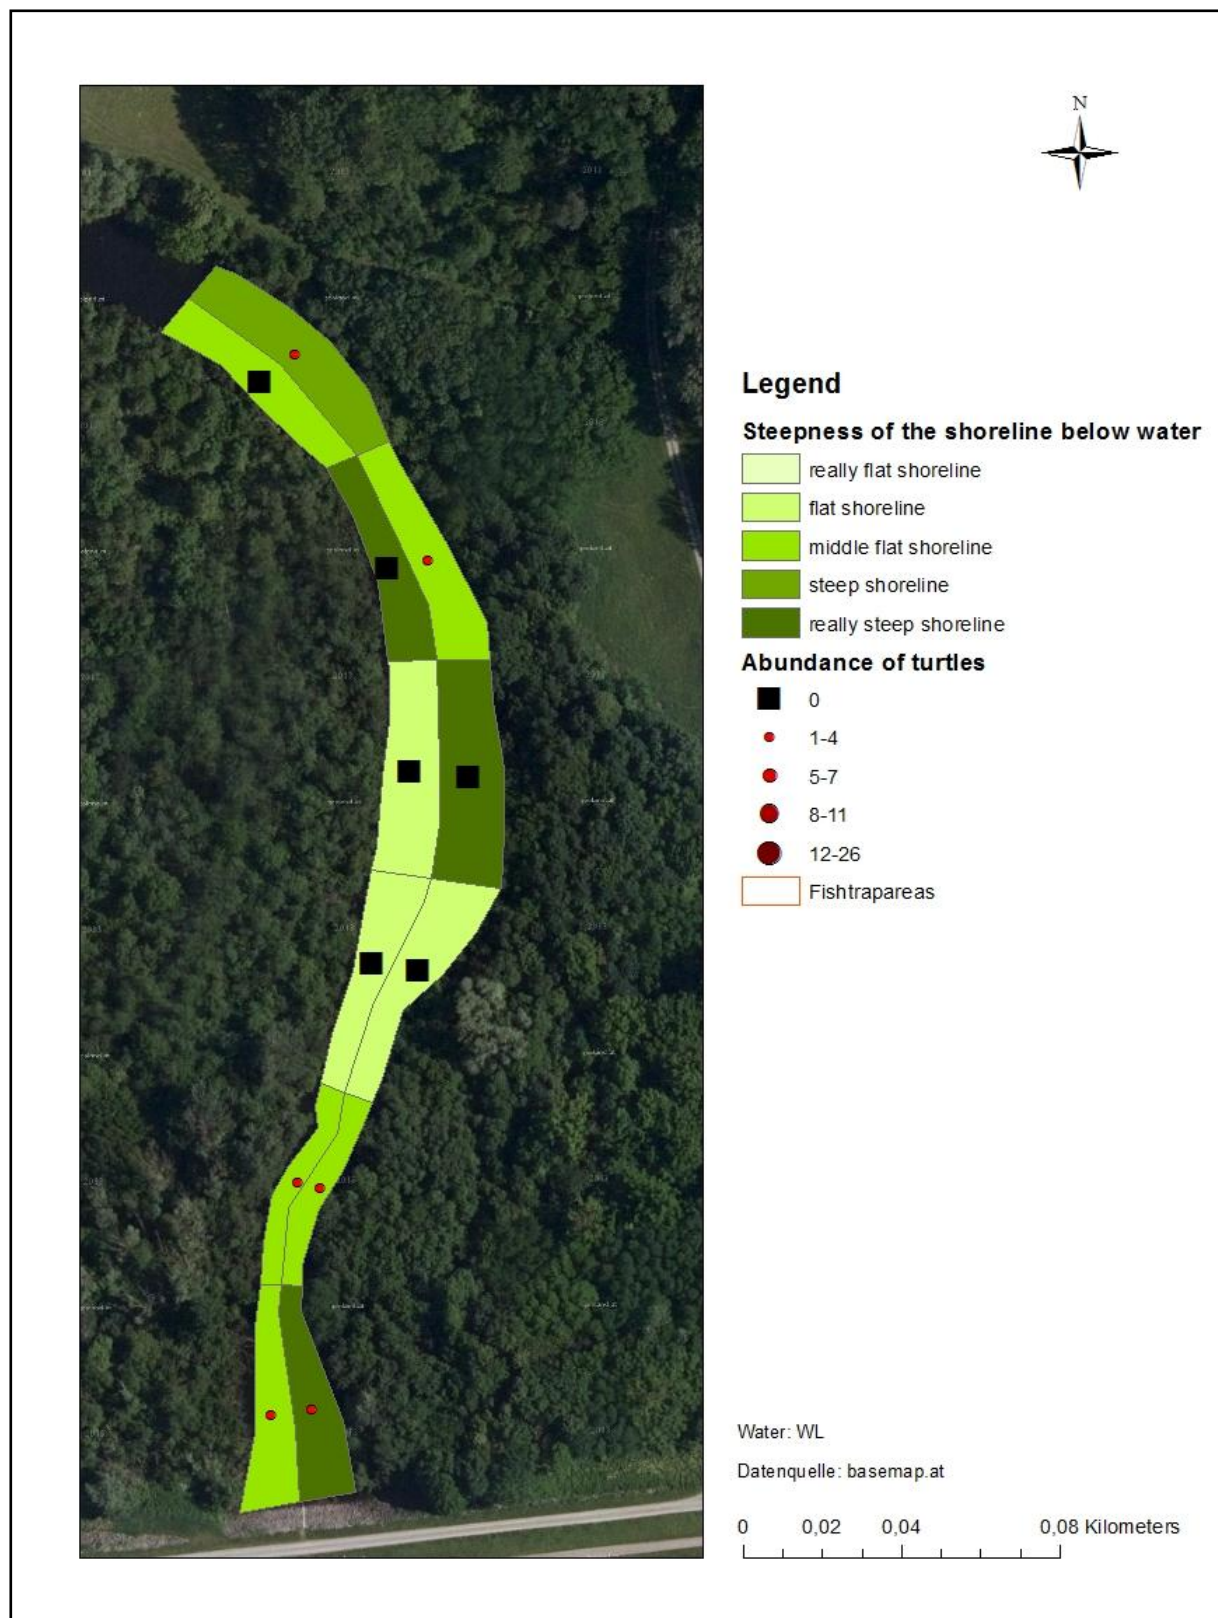 N
Legend
Steepness of the shoreline below water
really flat shoreline
flat shoreline
middle flat shoreline
steep shoreline
really steep shoreline
Abundance of turtles
0
1-4
5-7
8-11
12-26
Fishtrapareas
Water: WL
Datenquelle: basemap.at
0 0,02 0,04 0,08 Kilometers